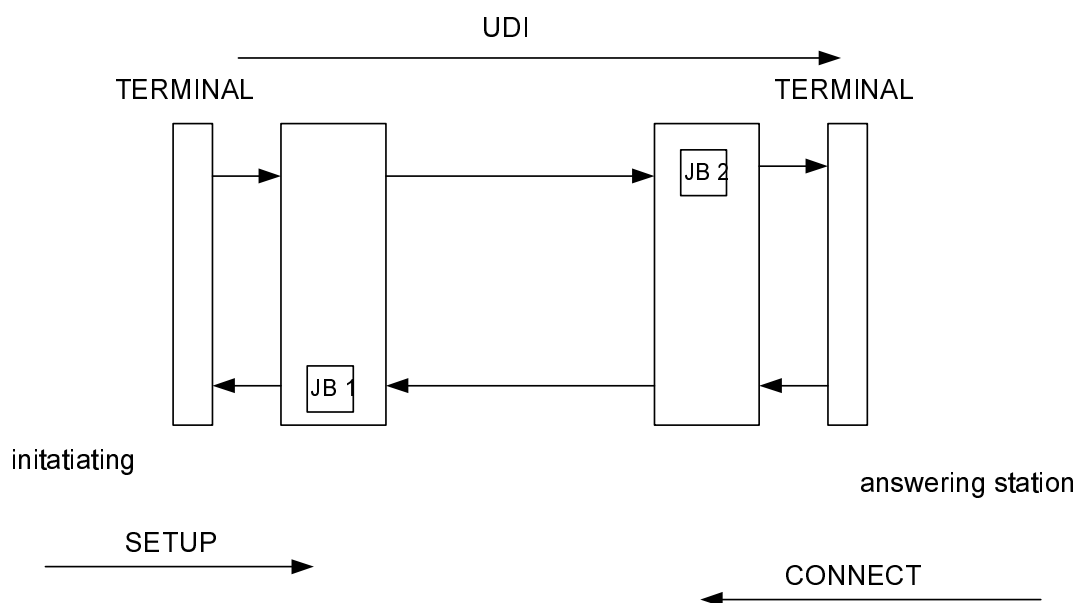 UDI
TERMINAL
TERMINAL
JB 2
JB 1
initatiating
answering station
SETUP
CONNECT